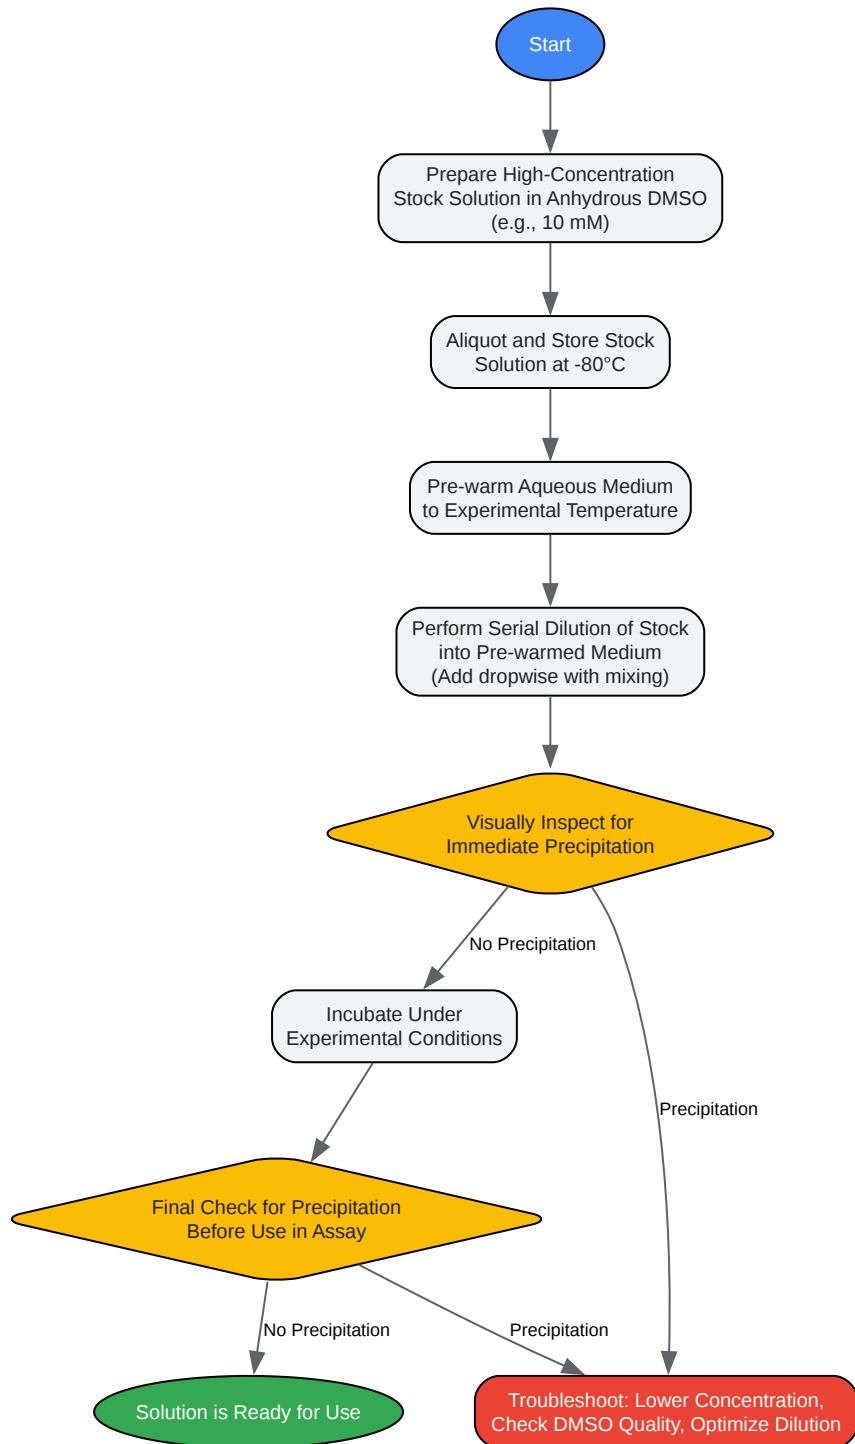 Start
Prepare High-Concentration
Stock Solution in Anhydrous DMSO
(e.g., 10 mM)
Aliquot and Store Stock
Solution at -80°C
Pre-warm Aqueous Medium
to Experimental Temperature
Perform Serial Dilution of Stock
into Pre-warmed Medium
(Add dropwise with mixing)
Visually Inspect for
Immediate Precipitation
No Precipitation
Incubate Under
Experimental Conditions
Precipitation
Final Check for Precipitation
Before Use in Assay
No Precipitation
Precipitation
Solution is Ready for Use
Troubleshoot: Lower Concentration,
Check DMSO Quality, Optimize Dilution